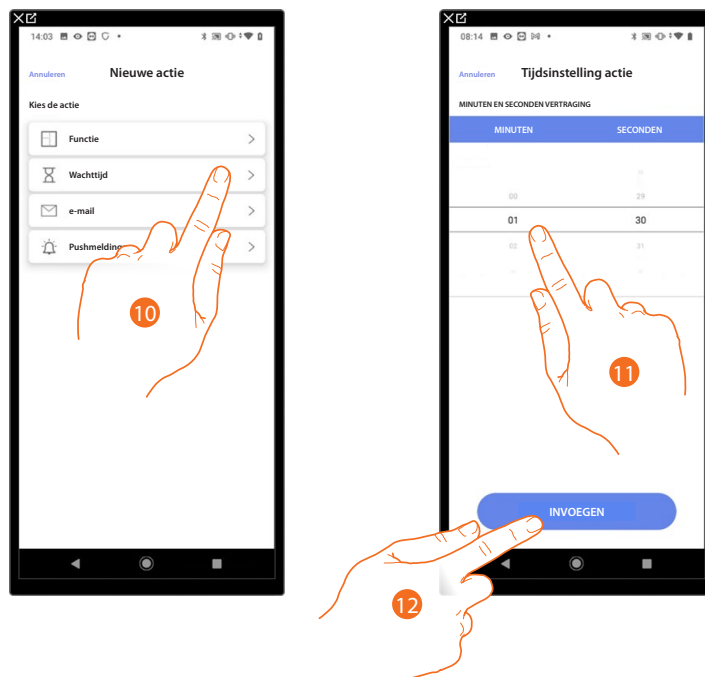 14:03
Annuleren
Nieuwe actie
Kies de actie
Functie
Wachttijd
e-mail
Pushmelding
10
08:14
Annuleren
Tijdsinstelling actie
MINUTEN EN SECONDEN VERTRAGING
MINUTEN SECONDEN
00 29
01 30
31
11
INVOEGEN
12